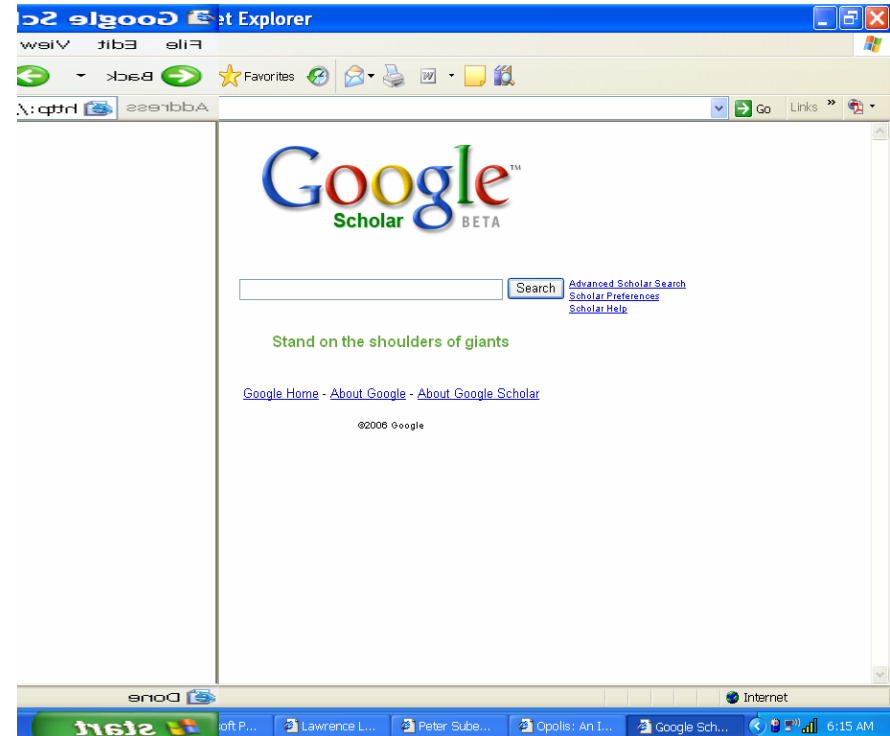 Google Sc et Explorer
File Edit View
Back Favorites
Address http:/ Go Links »
Google™
Scholar BETA
Search Advanced Scholar Search
Scholar Preferences
Scholar Help
Stand on the shoulders of giants
Google Home - About Google - About Google Scholar
©2006 Google
Done Internet
start oft P... Lawrence L... Peter Sube... Opolis: An I... Google Sch... 6:15 AM